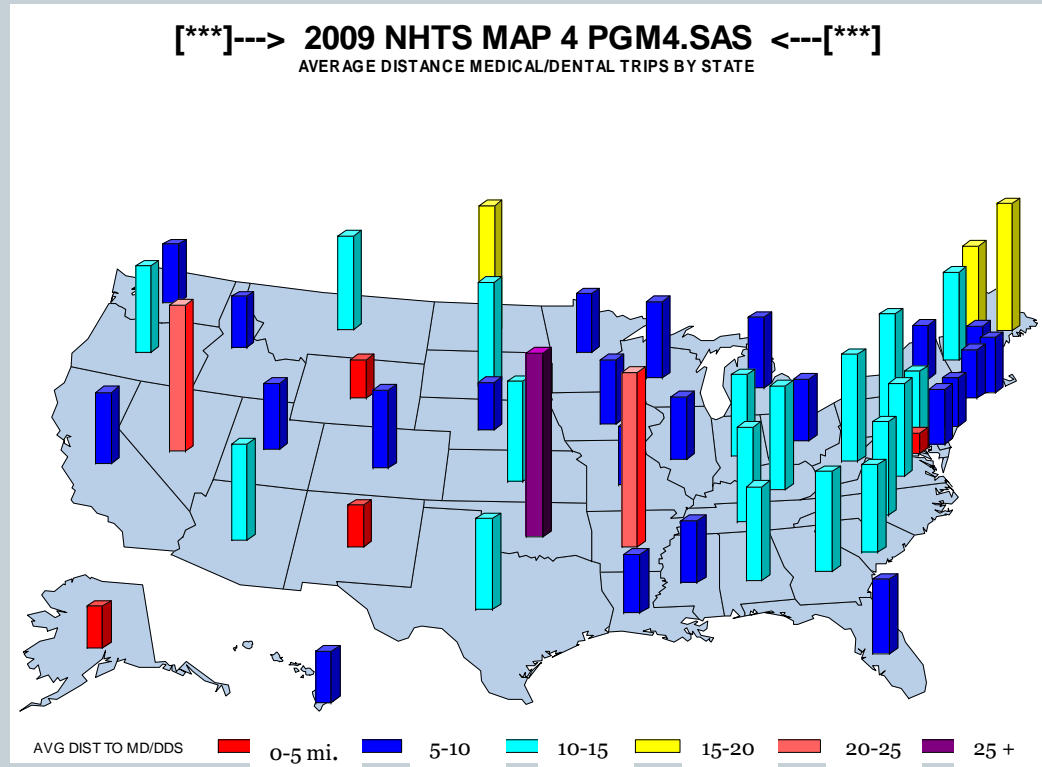 [***]---> 2009 NHTS MAP 4 PGM4.SAS <---[***]
AVERAGE DISTANCE MEDICAL/DENTAL TRIPS BY STATE
AVG DIST TO MD/DDS 0-5 mi. 5-10 10-15 15-20 20-25 25 +